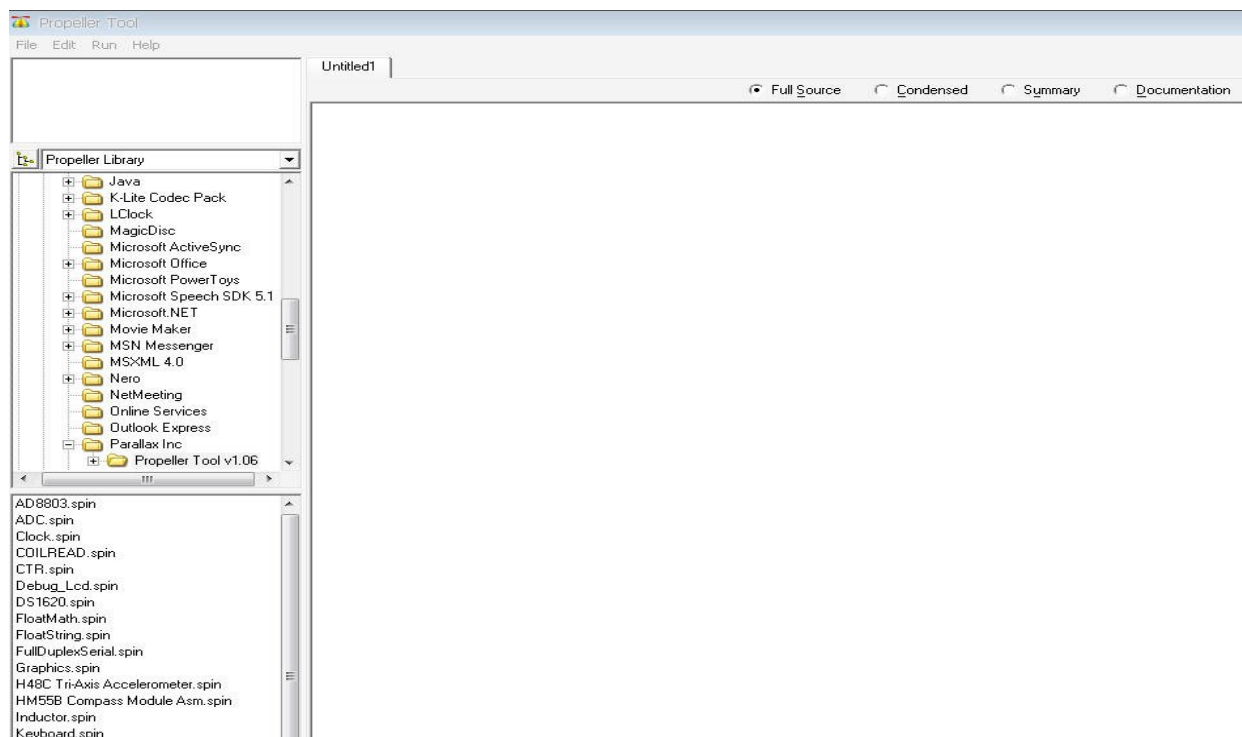 Propeller Tool
File Edit Run Help
Untitled1
Full Source Condensed Summary Documentation
Propeller Library
Java
K-Lite Codec Pack
LClock
MagicDisc
Microsoft ActiveSync
Microsoft Office
Microsoft PowerToys
Microsoft Speech SDK 5.1
Microsoft.NET
Movie Maker
MSN Messenger
MSXML 4.0
Nero
NetMeeting
Online Services
Outlook Express
Parallax Inc
Propeller Tool v1.06
AD8803.spin
ADC.spin
Clock.spin
COILREAD.spin
CTR.spin
Debug_Lcd.spin
DS1620.spin
FloatMath.spin
FloatString.spin
FullDuplexSerial.spin
Graphics.spin
H48C Tri-Axis Accelerometer.spin
HM55B Compass Module Asm.spin
Inductor.spin
Keyboard.spin